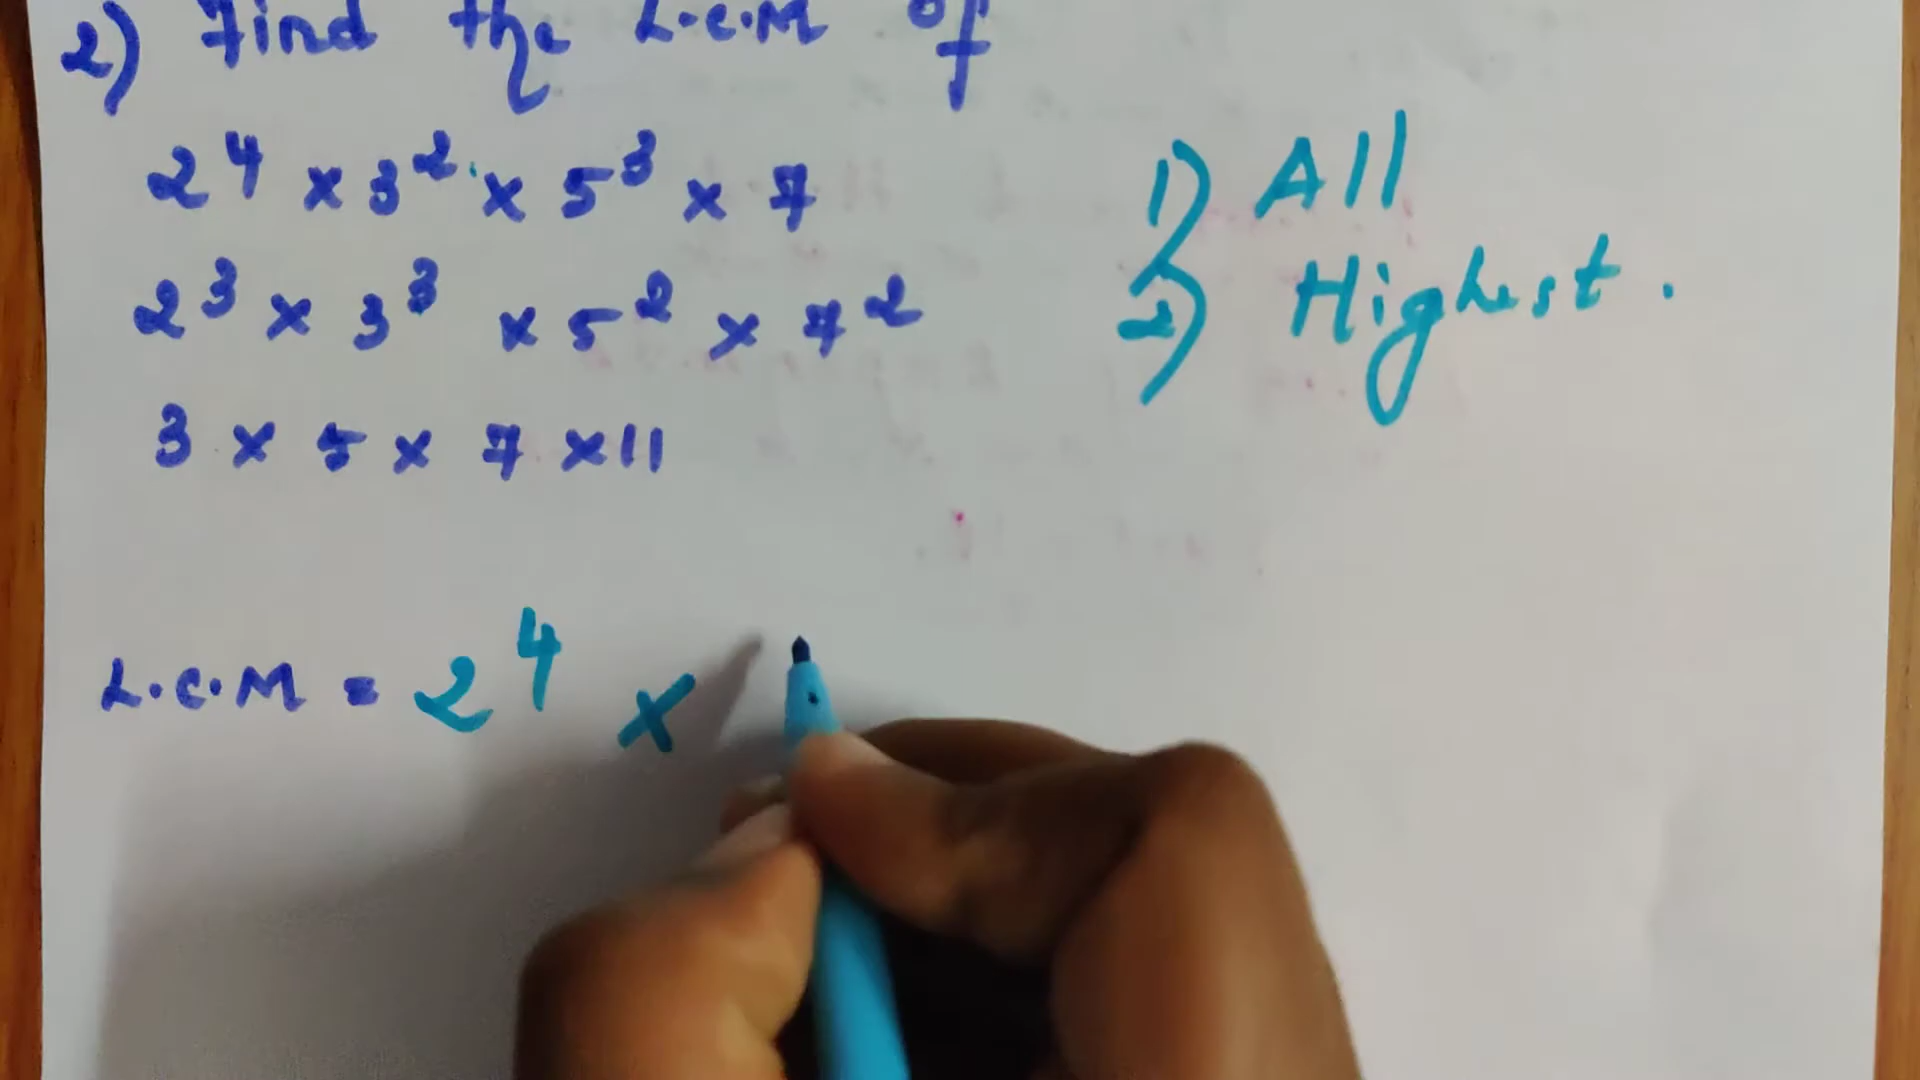 2) Find the L.C.M of
2⁴ × 3² × 5³ × 7
2³ × 3³ × 5² × 7²
3 × 5 × 7 × 11
1) All
2) Highest.
L.C.M = 2⁴ ×